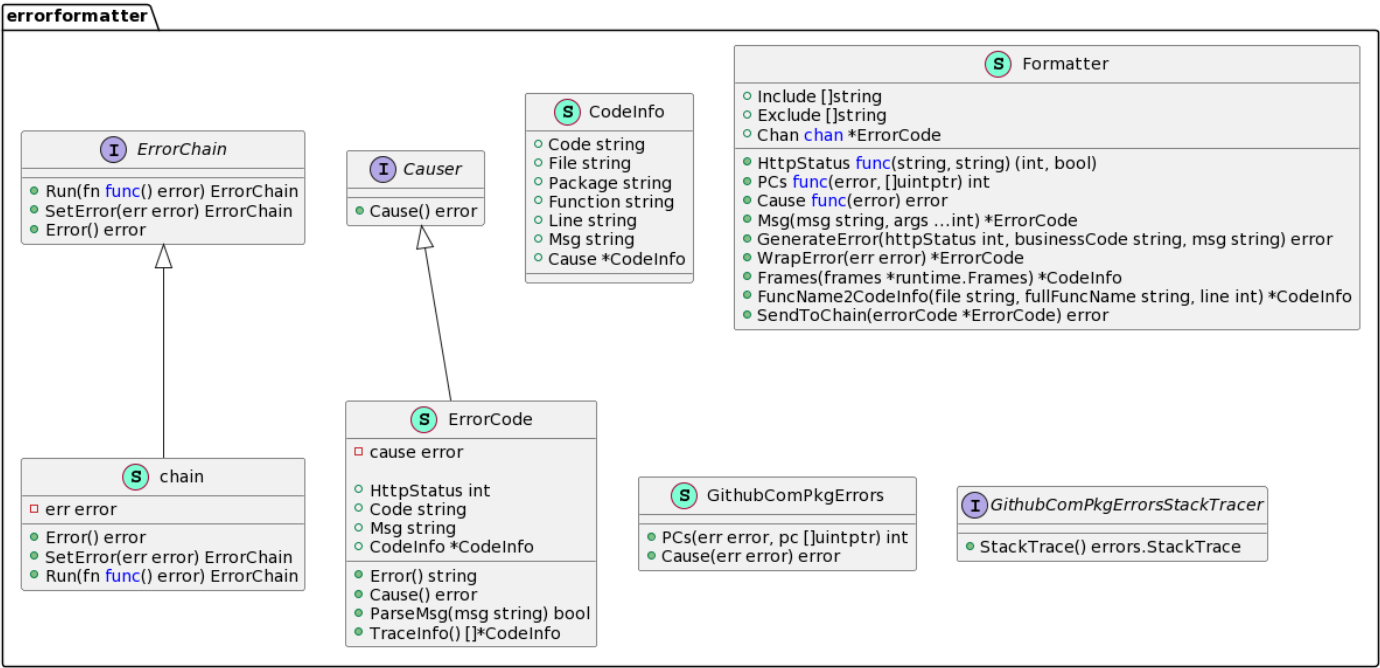 errorformatter
I ErrorChain
Run(fn func() error) ErrorChain
SetError(err error) ErrorChain
Error() error
I Causer
Cause() error
S CodeInfo
Code string
File string
Package string
Function string
Line string
Msg string
Cause *CodeInfo
S Formatter
Include []string
Exclude []string
Chan chan *ErrorCode
HttpStatus func(string, string) (int, bool)
PCs func(error, []uintptr) int
Cause func(error) error
Msg(msg string, args ...int) *ErrorCode
GenerateError(httpStatus int, businessCode string, msg string) error
WrapError(err error) *ErrorCode
Frames(frames *runtime.Frames) *CodeInfo
FuncName2CodeInfo(file string, fullFuncName string, line int) *CodeInfo
SendToChain(errorCode *ErrorCode) error
S chain
err error
Error() error
SetError(err error) ErrorChain
Run(fn func() error) ErrorChain
S ErrorCode
cause error
HttpStatus int
Code string
Msg string
CodeInfo *CodeInfo
Error() string
Cause() error
ParseMsg(msg string) bool
TraceInfo() []*CodeInfo
S GithubComPkgErrors
PCs(err error, pc []uintptr) int
Cause(err error) error
I GithubComPkgErrorsStackTracer
StackTrace() errors.StackTrace